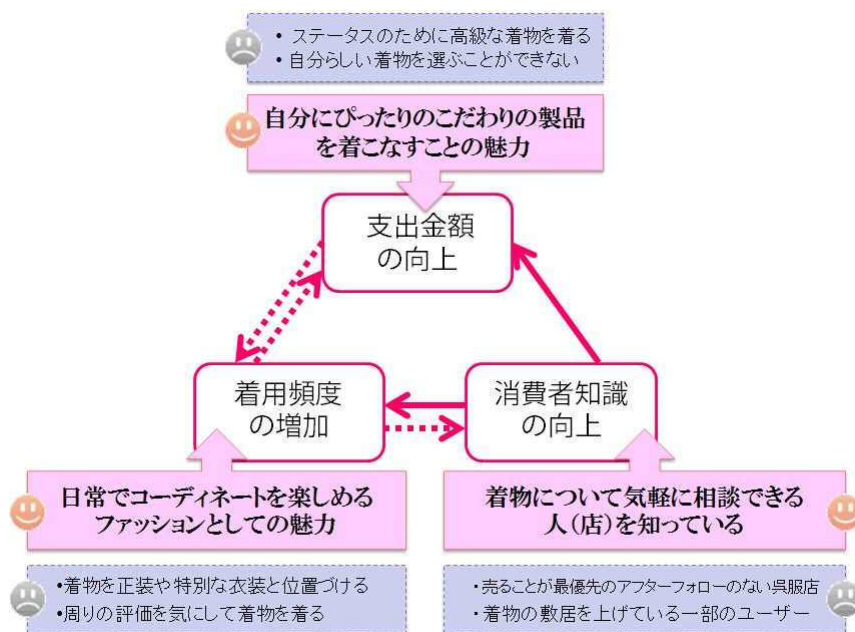 • ステータスのために高級な着物を着る
• 自分らしい着物を選ぶことができない
自分にぴったりのこだわりの製品
を着こなすことの魅力
支出金額
の向上
着用頻度
の増加
消費者知識
の向上
日常でコーディネートを楽しめる
ファッションとしての魅力
着物について気軽に相談できる
人(店)を知っている
•着物を正装や特別な衣装と位置づける
•周りの評価を気にして着物を着る
・売ることが最優先のアフターフォローのない呉服店
・着物の敷居を上げている一部のユーザー